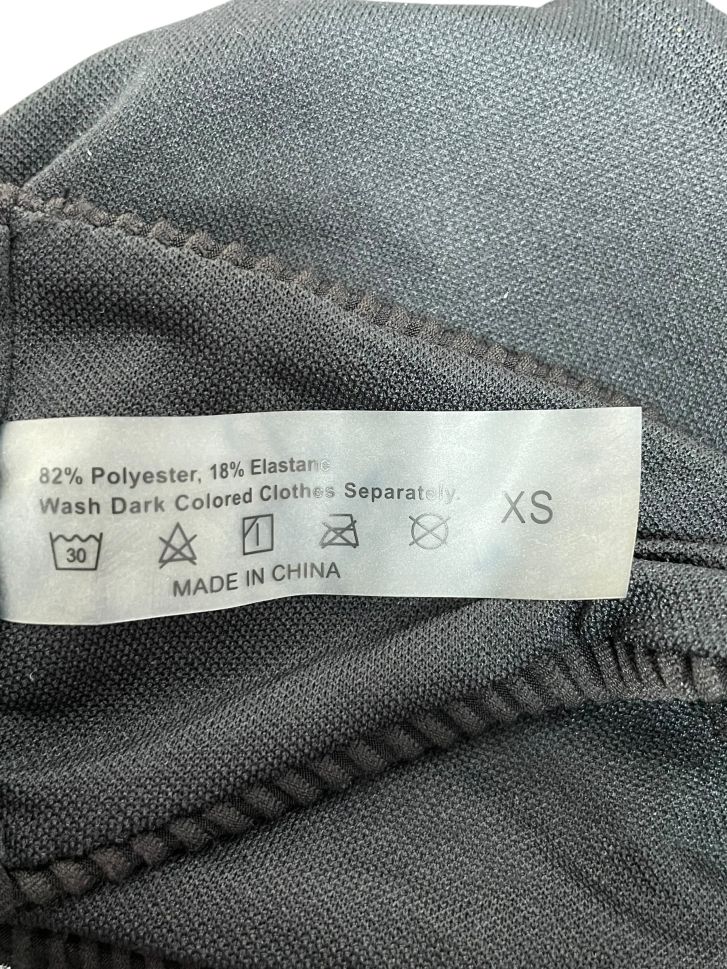 82% Polyester, 18% Elastane
Wash Dark Colored Clothes Separately.
XS
30
MADE IN CHINA